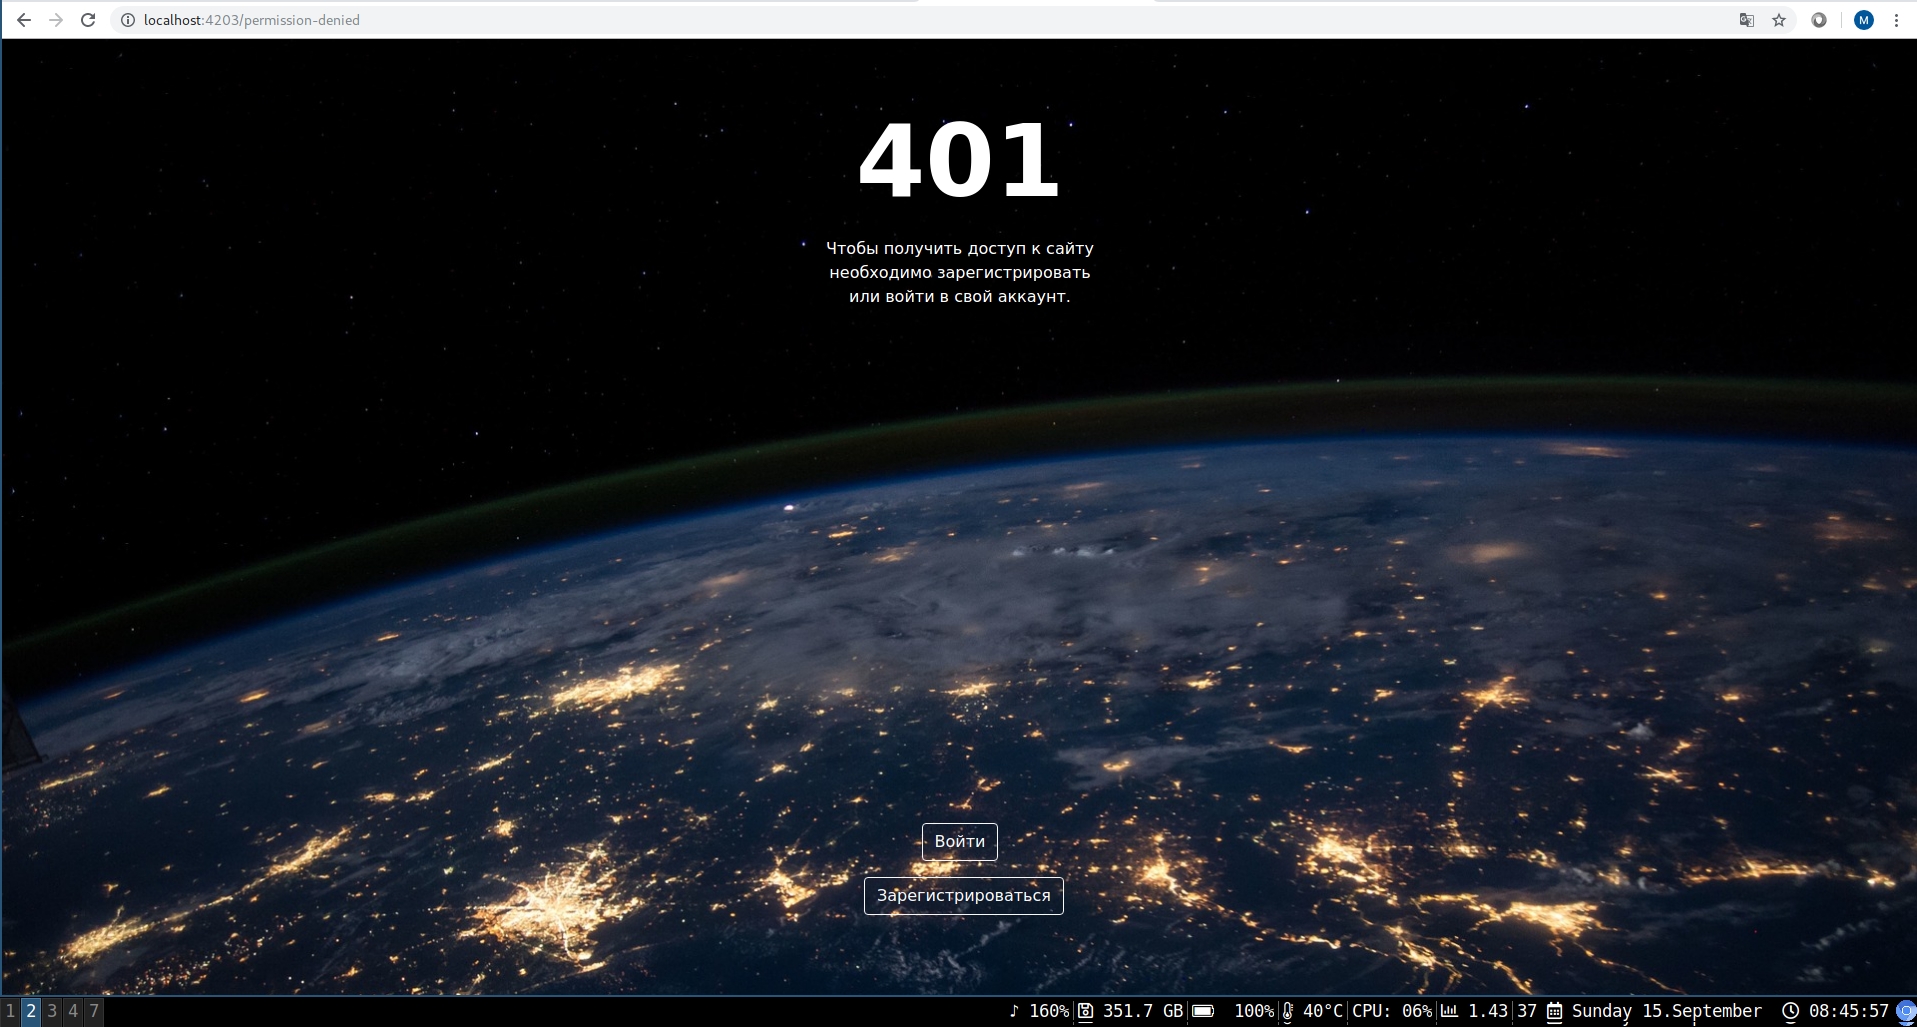 localhost:4203/permission-denied
M
401
Чтобы получить доступ к сайту
необходимо зарегистрировать
или войти в свой аккаунт.
Войти
Зарегистрироваться
1 2 3 4 7
♪ 160% 351.7 GB 100% 40°C CPU: 06% 1.43 37 Sunday 15.September 08:45:57